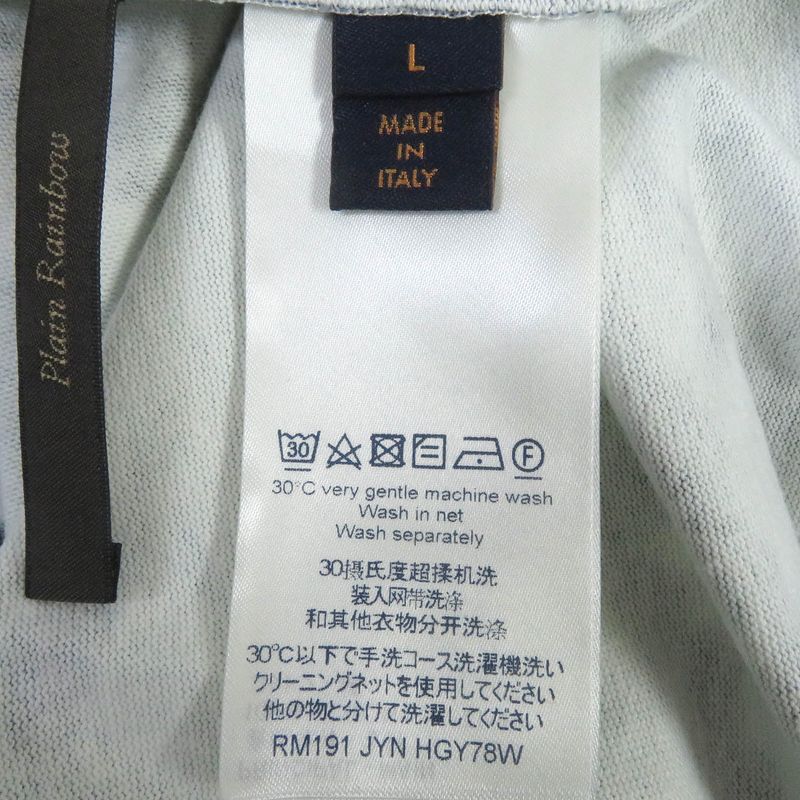 Plain Rainbow
L
MADE
IN
ITALY
30
F
30°C very gentle machine wash
Wash in net
Wash separately
30摄氏度超揉机洗
装入网带洗涤
和其他衣物分开洗涤
30°C以下で手洗コース洗濯機洗い
クリーニングネットを使用してください
他の物と分けて洗濯してください
RM191 JYN HGY78W